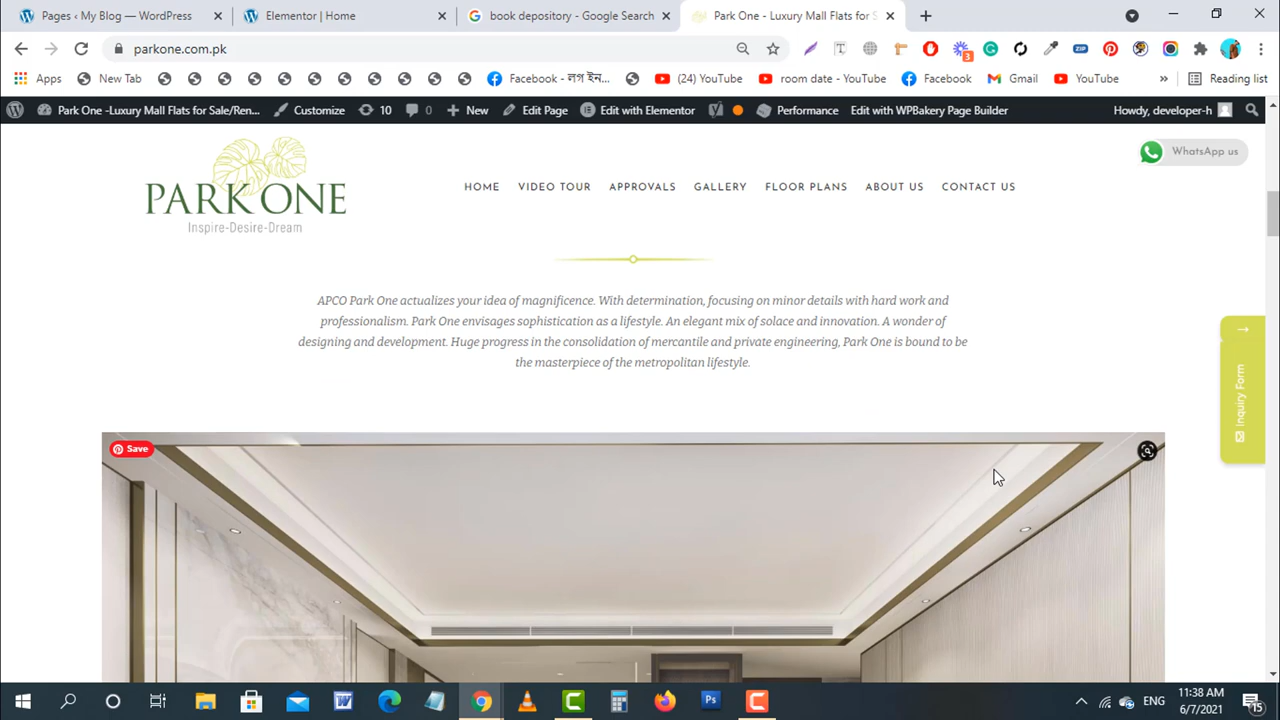 Pages ‹ My Blog — WordPress
Elementor | Home
book depository - Google Search
Park One - Luxury Mall Flats for S
parkone.com.pk
3
ZIP
Apps
New Tab
Facebook - লগ ইন...
(24) YouTube
room date - YouTube
Facebook
Gmail
YouTube
»
Reading list
Park One -Luxury Mall Flats for Sale/Ren...
Customize
10
0
New
Edit Page
Edit with Elementor
Performance
Edit with WPBakery Page Builder
Howdy, developer-h
PARK ONE
Inspire-Desire-Dream
HOME
VIDEO TOUR
APPROVALS
GALLERY
FLOOR PLANS
ABOUT US
CONTACT US
WhatsApp us
APCO Park One actualizes your idea of magnificence. With determination, focusing on minor details with hard work and
professionalism. Park One envisages sophistication as a lifestyle. An elegant mix of solace and innovation. A wonder of
designing and development. Huge progress in the consolidation of mercantile and private engineering, Park One is bound to be
the masterpiece of the metropolitan lifestyle.
→
Inquiry Form
Save
ENG
11:38 AM
6/7/2021
15